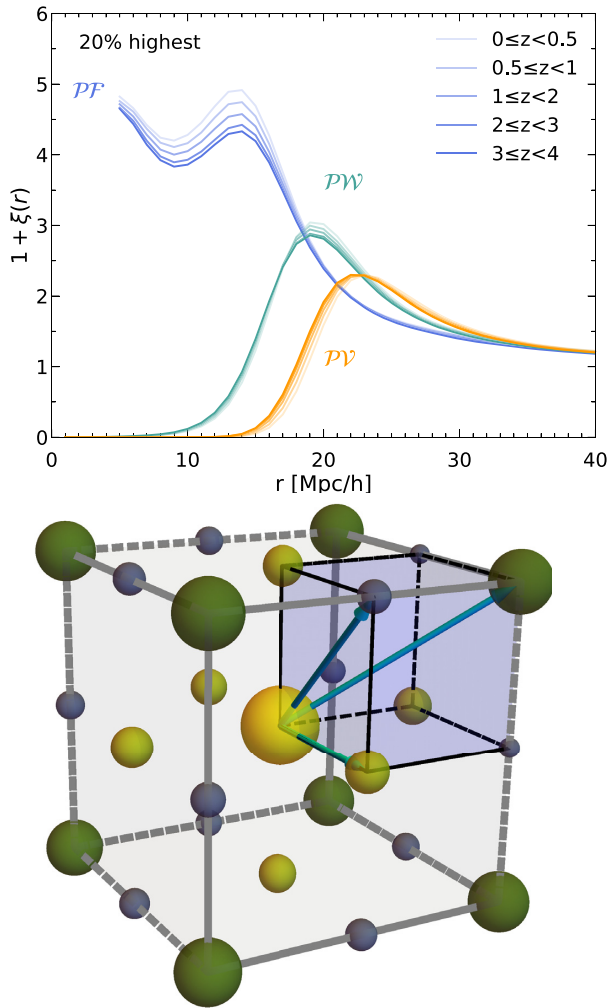 20% highest
0≤z<0.5
0.5≤z<1
1≤z<2
2≤z<3
3≤z<4
𝒫ℱ
𝒫𝒲
𝒫𝒱
1 + ξ(r)
6
5
4
3
2
1
0
0 10 20 30 40
r [Mpc/h]